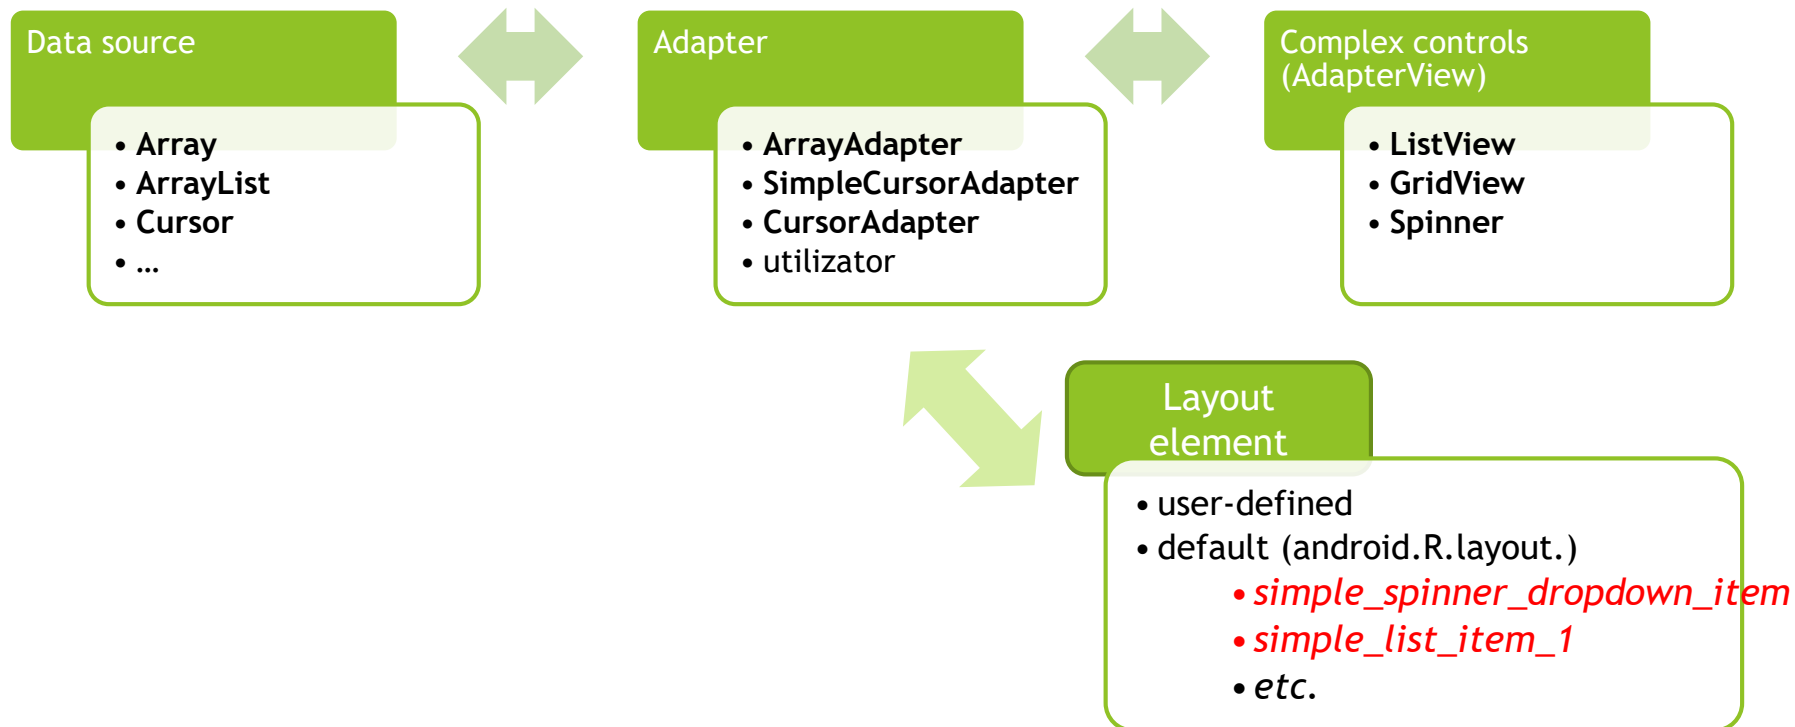 Data source
• Array
• ArrayList
• Cursor
• …
Adapter
• ArrayAdapter
• SimpleCursorAdapter
• CursorAdapter
• utilizator
Complex controls
(AdapterView)
• ListView
• GridView
• Spinner
Layout
element
• user-defined
• default (android.R.layout.)
• simple_spinner_dropdown_item
• simple_list_item_1
• etc.